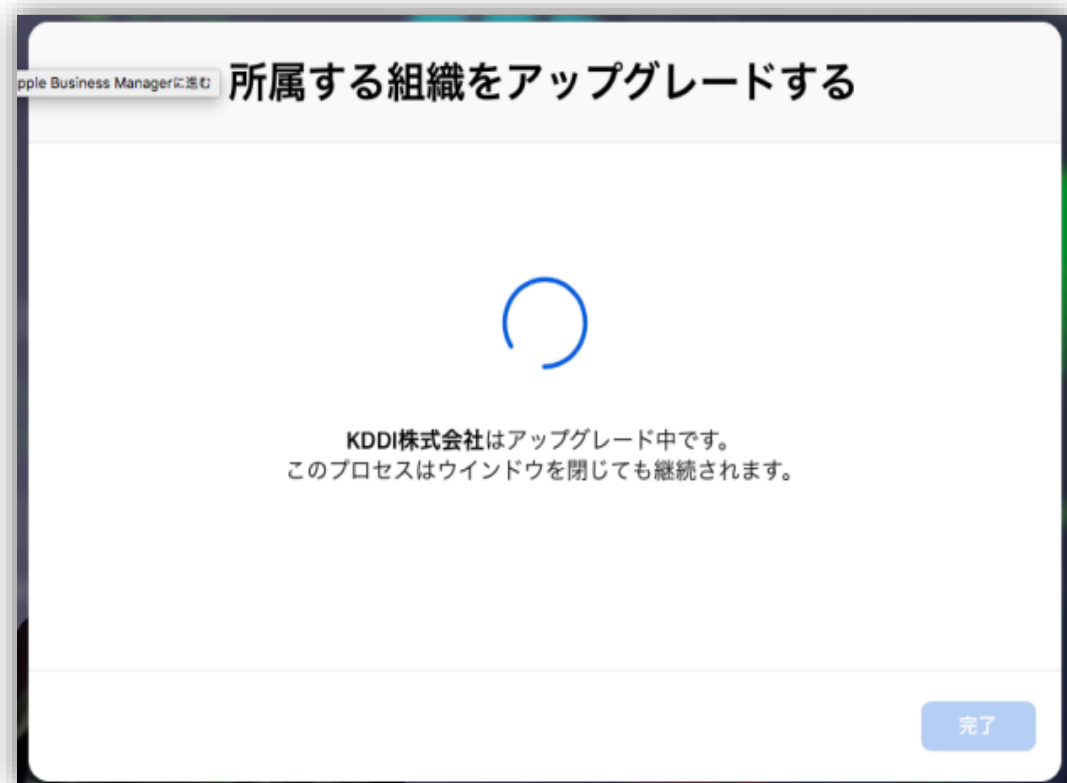 所属する組織をアップグレードする
pple Business Managerに進む
KDDI株式会社はアップグレード中です。
このプロセスはウインドウを閉じても継続されます。
完了